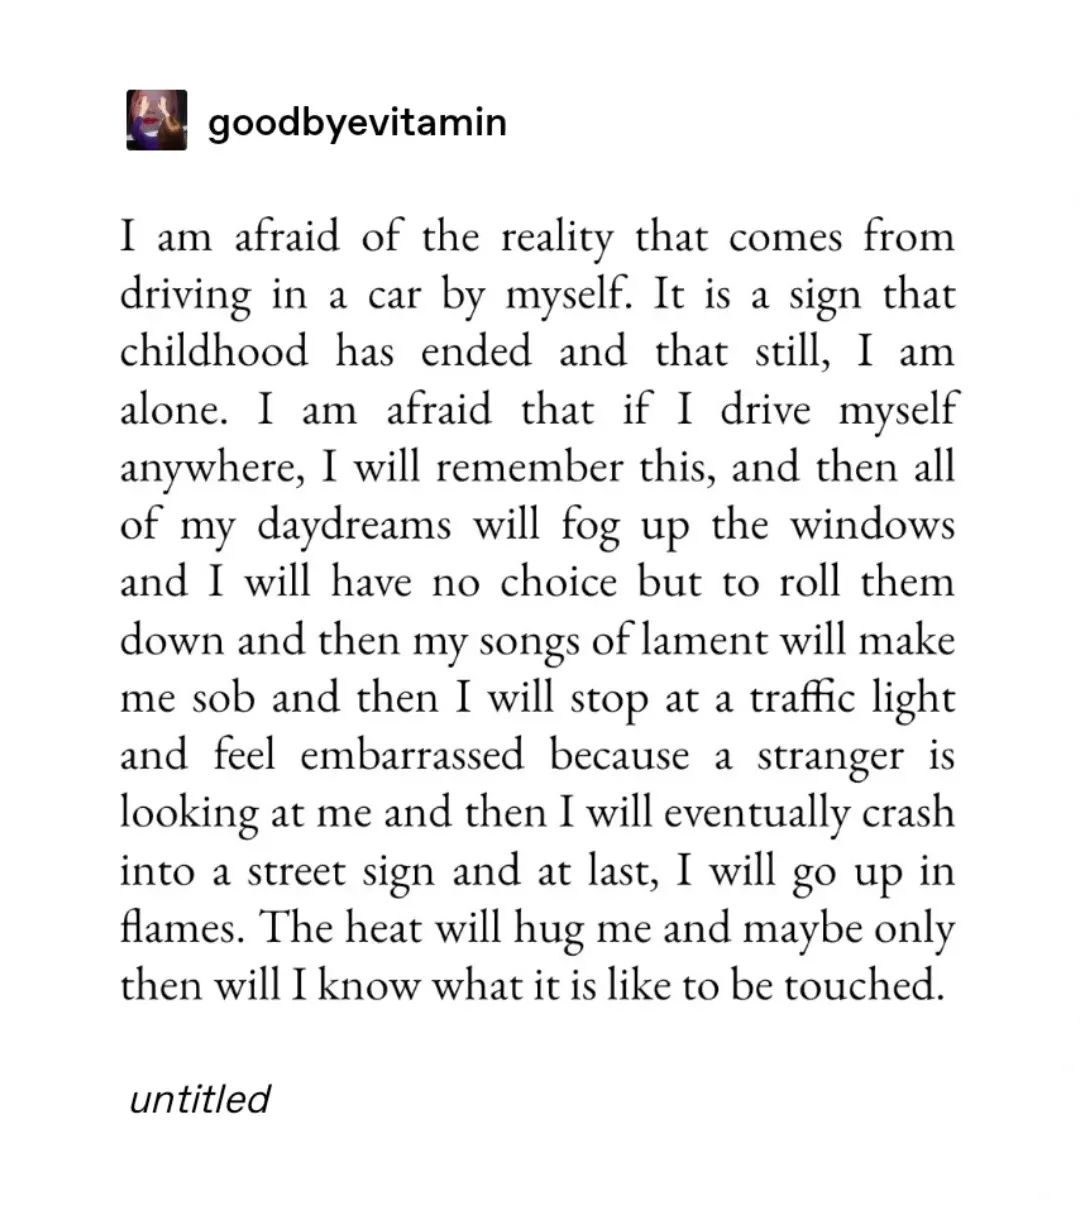 goodbyevitamin
I am afraid of the reality that comes from
driving in a car by myself. It is a sign that
childhood has ended and that still, I am
alone. I am afraid that if I drive myself
anywhere, I will remember this, and then all
of my daydreams will fog up the windows
and I will have no choice but to roll them
down and then my songs of lament will make
me sob and then I will stop at a traffic light
and feel embarrassed because a stranger is
looking at me and then I will eventually crash
into a street sign and at last, I will go up in
flames. The heat will hug me and maybe only
then will I know what it is like to be touched.
untitled